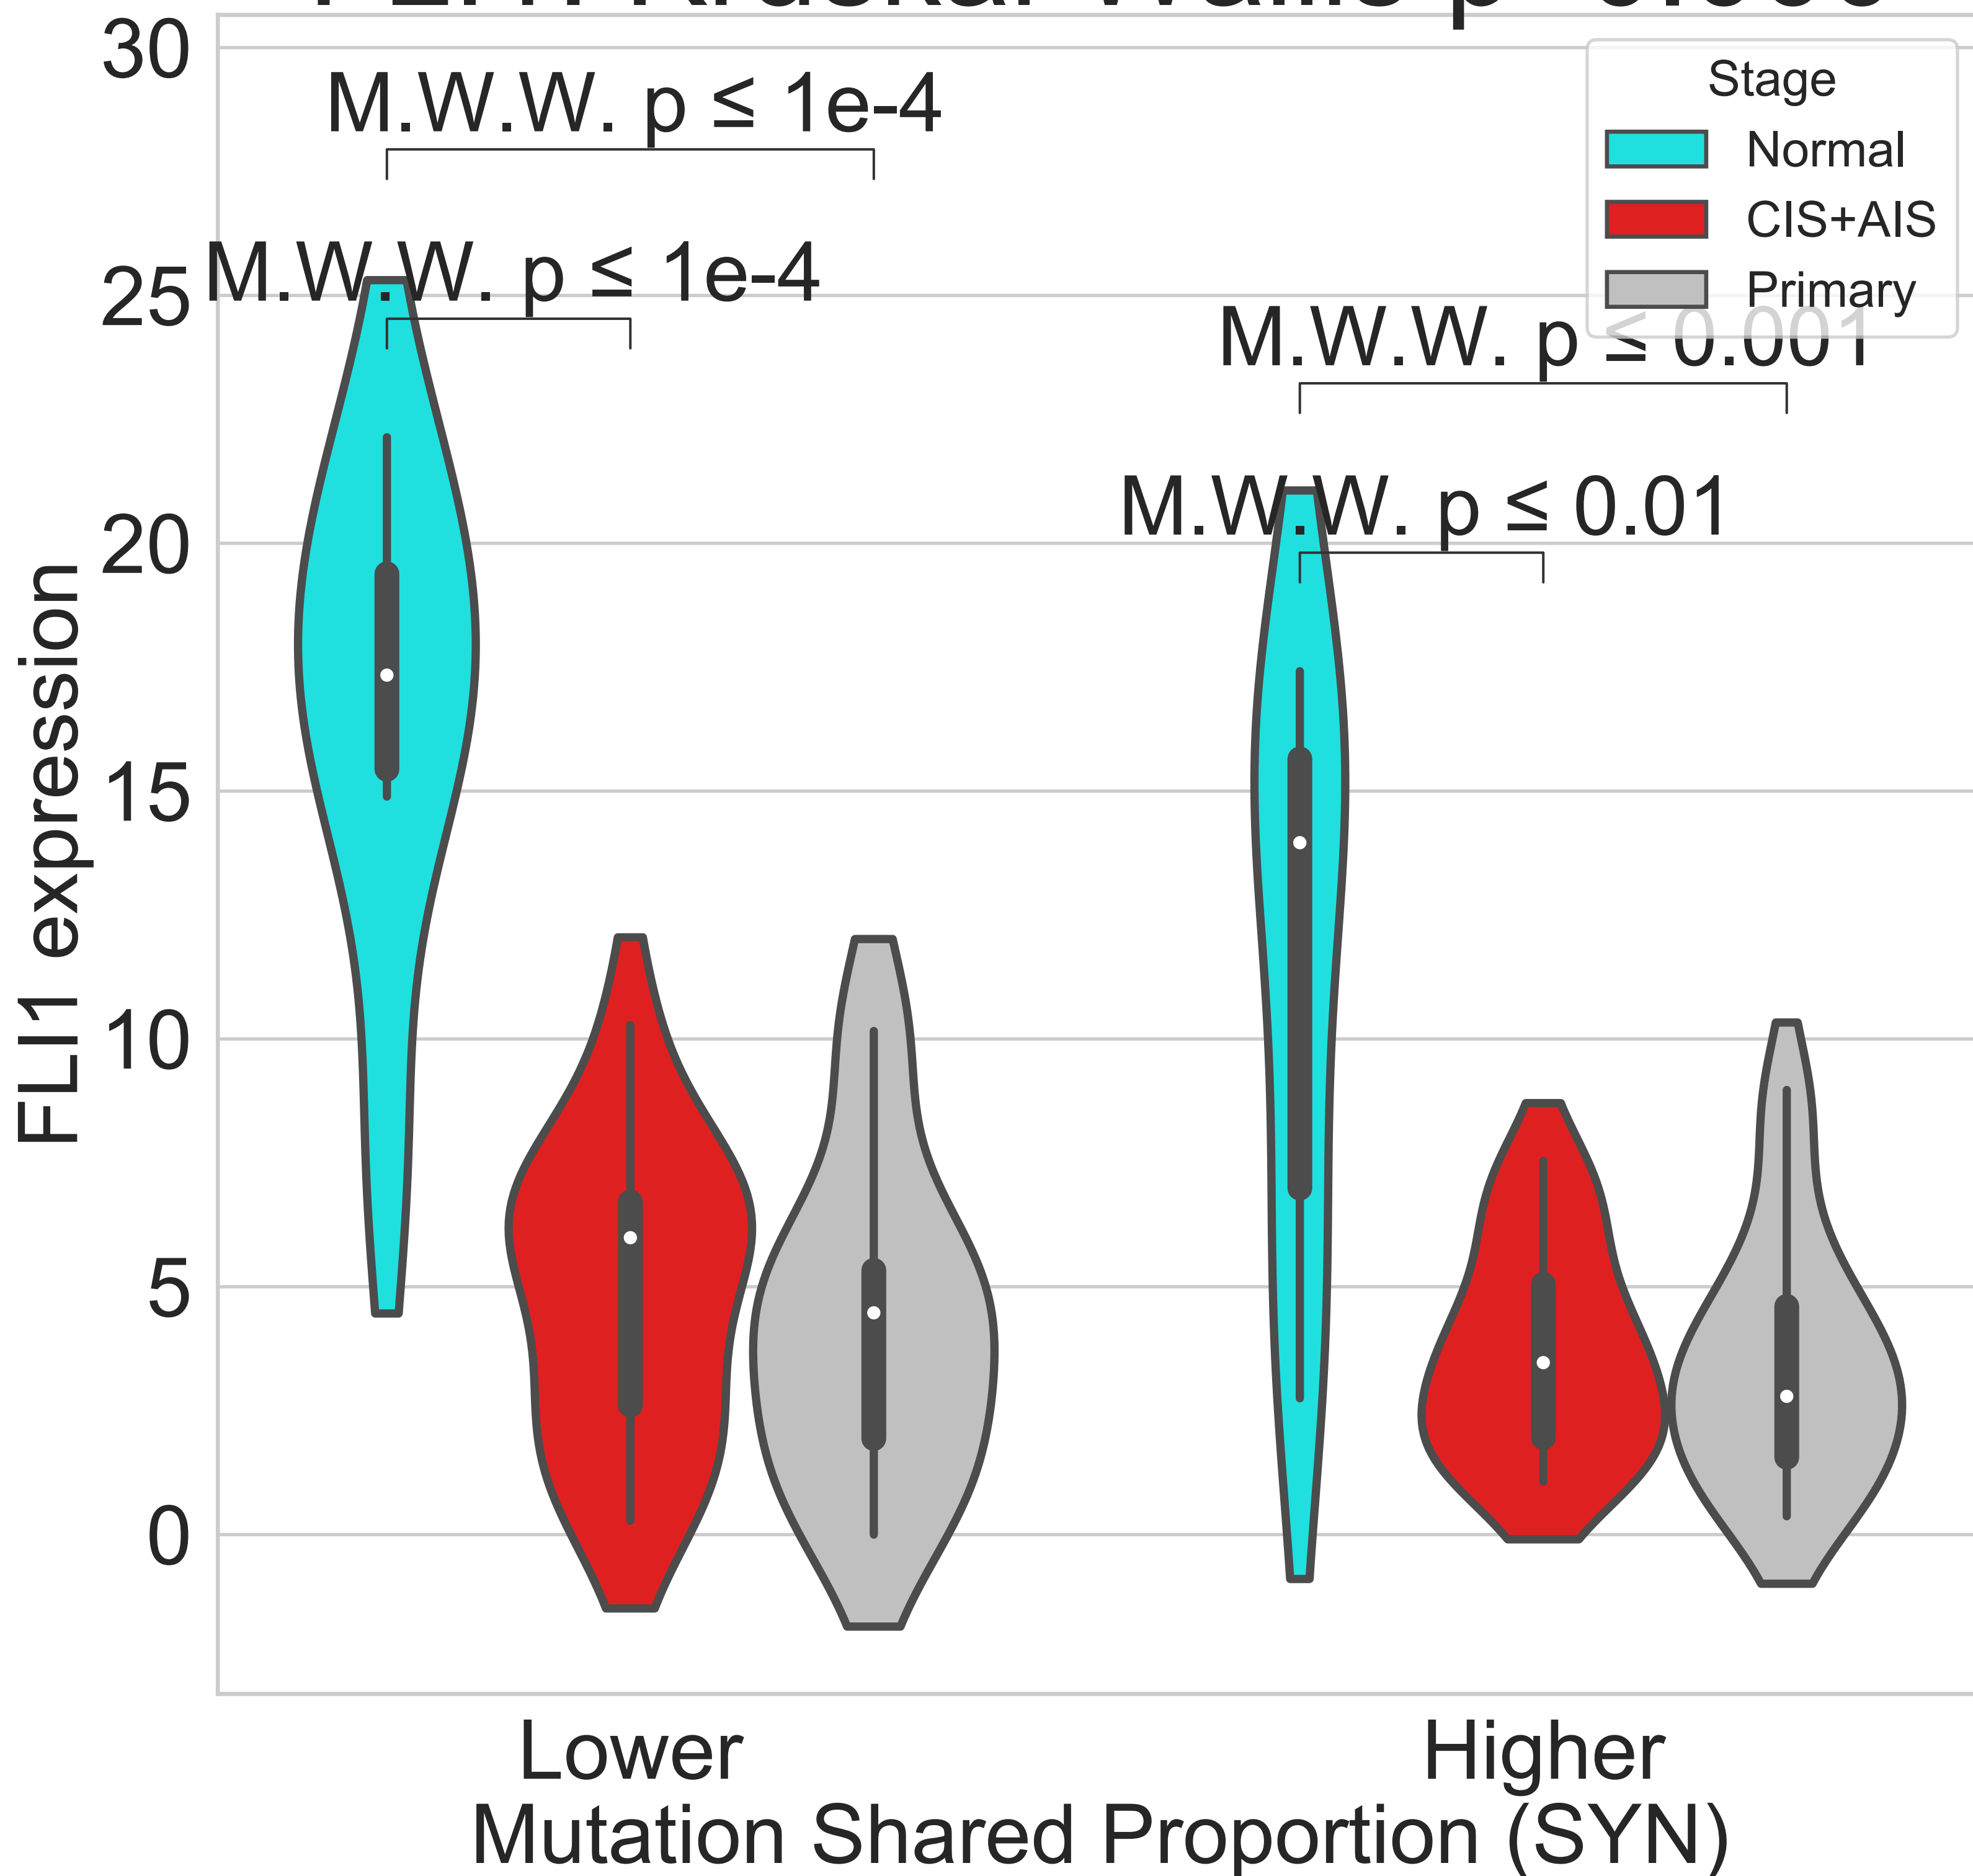 30
M.W.W. p ≤ 1e-4
Stage
Normal
CIS+AIS
Primary
M.W.W. p ≤ 1e-4
25
M.W.W. p ≤ 0.001
M.W.W. p ≤ 0.01
20
15
10
5
0
FLI1 expression
Lower
Higher
Mutation Shared Proportion (SYN)